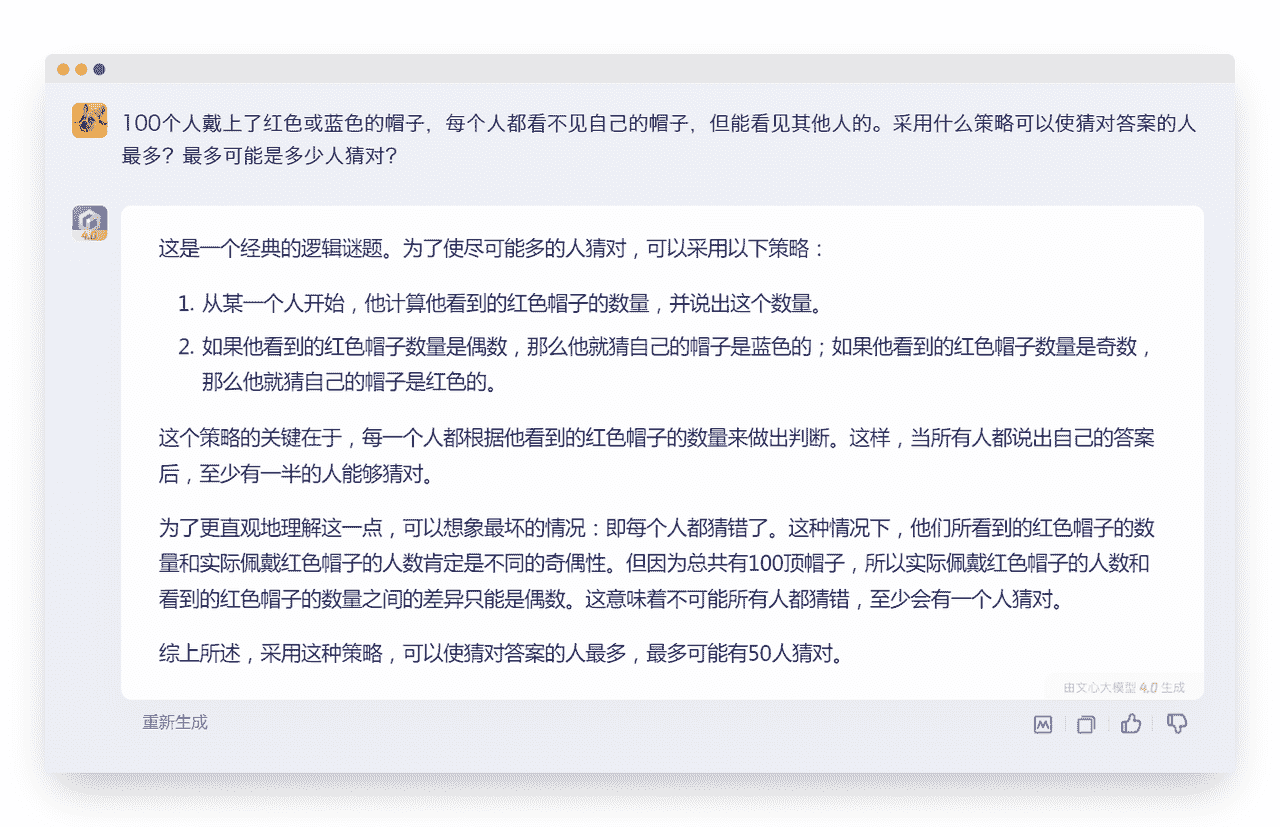 100个人戴上了红色或蓝色的帽子，每个人都看不见自己的帽子，但能看见其他人的。采用什么策略可以使猜对答案的人
最多？最多可能是多少人猜对？
4.0
这是一个经典的逻辑谜题。为了使尽可能多的人猜对，可以采用以下策略：
1. 从某一个人开始，他计算他看到的红色帽子的数量，并说出这个数量。
2. 如果他看到的红色帽子数量是偶数，那么他就猜自己的帽子是蓝色的；如果他看到的红色帽子数量是奇数，
那么他就猜自己的帽子是红色的。
这个策略的关键在于，每一个人都根据他看到的红色帽子的数量来做出判断。这样，当所有人都说出自己的答案
后，至少有一半的人能够猜对。
为了更直观地理解这一点，可以想象最坏的情况：即每个人都猜错了。这种情况下，他们所看到的红色帽子的数
量和实际佩戴红色帽子的人数肯定是不同的奇偶性。但因为总共有100顶帽子，所以实际佩戴红色帽子的人数和
看到的红色帽子的数量之间的差异只能是偶数。这意味着不可能所有人都猜错，至少会有一个人猜对。
综上所述，采用这种策略，可以使猜对答案的人最多，最多可能有50人猜对。
由文心大模型 4.0 生成
重新生成